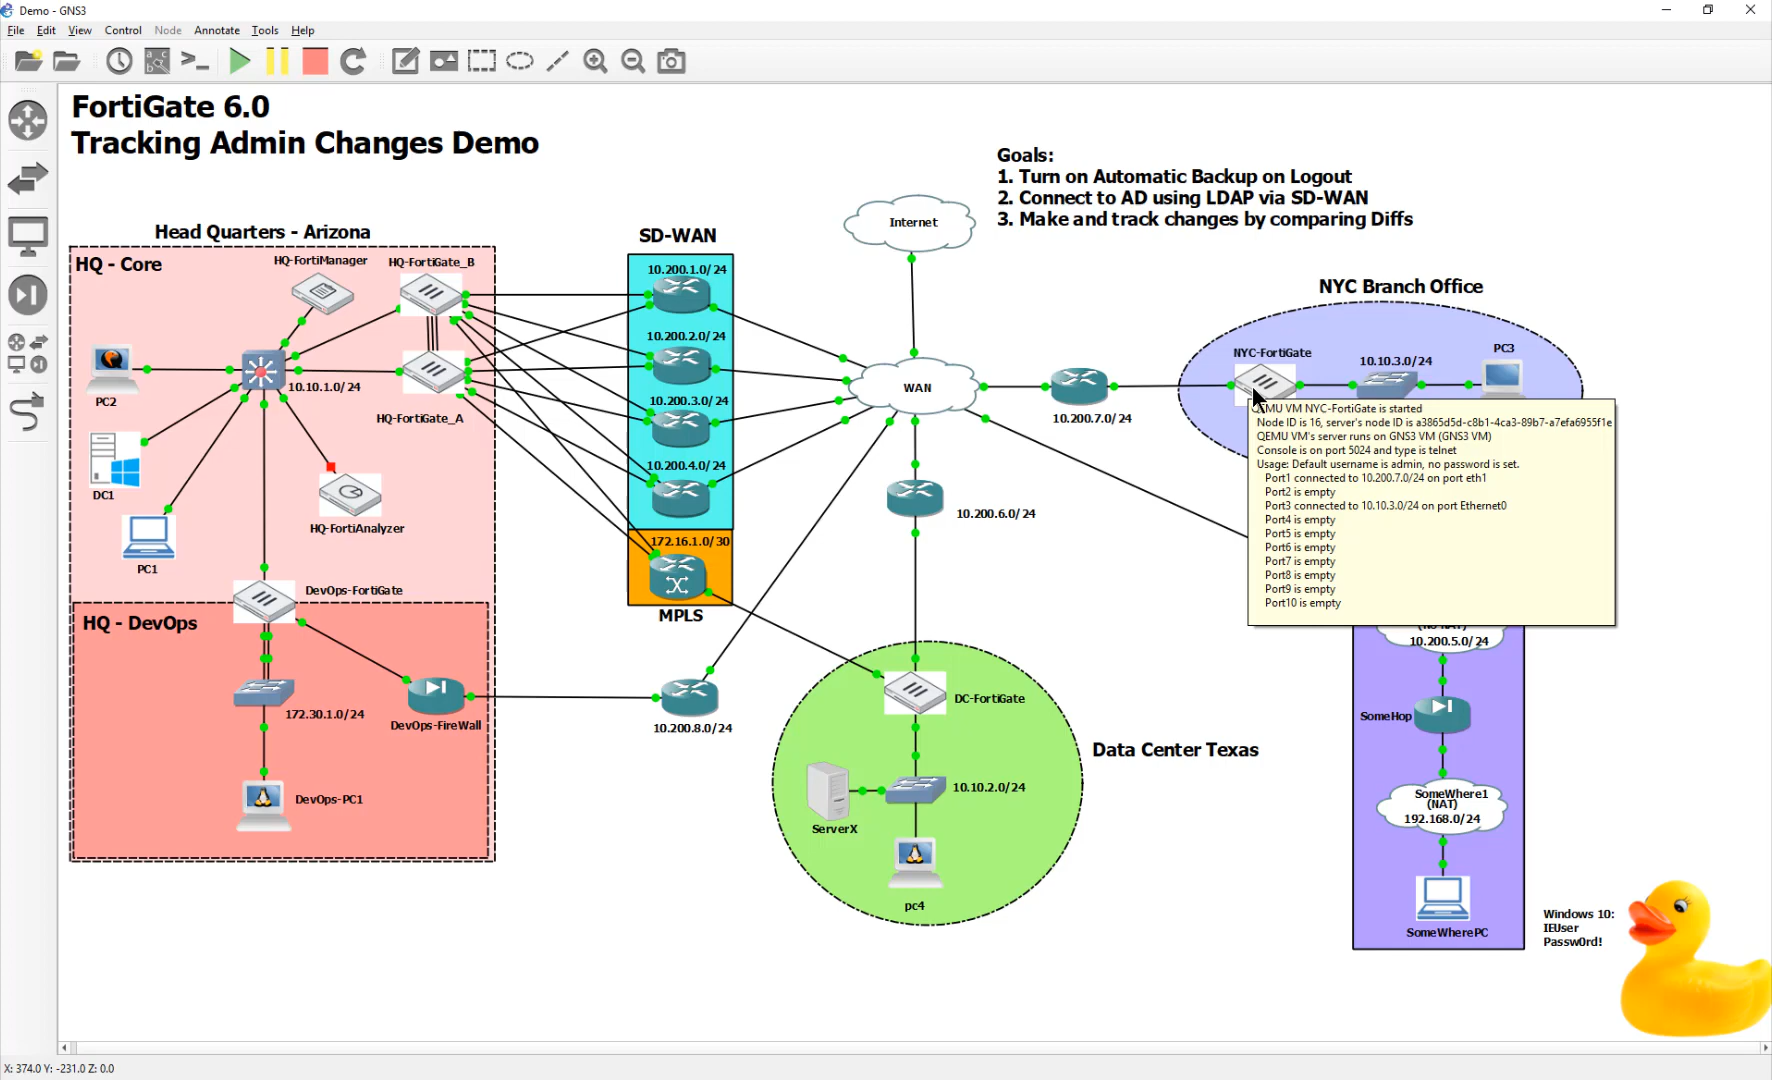 Demo - GNS3
File Edit View Control Node Annotate Tools Help
FortiGate 6.0
Tracking Admin Changes Demo
Goals:
1. Turn on Automatic Backup on Logout
2. Connect to AD using LDAP via SD-WAN
3. Make and track changes by comparing Diffs
Head Quarters - Arizona
HQ - Core
HQ-FortiManager
HQ-FortiGate_B
PC2
10.10.1.0/24
HQ-FortiGate_A
DC1
PC1
HQ-FortiAnalyzer
DevOps-FortiGate
HQ - DevOps
172.30.1.0/24
DevOps-FireWall
DevOps-PC1
SD-WAN
10.200.1.0/24
10.200.2.0/24
10.200.3.0/24
10.200.4.0/24
172.16.1.0/30
MPLS
10.200.8.0/24
Internet
WAN
10.200.7.0/24
10.200.6.0/24
NYC Branch Office
NYC-FortiGate
10.10.3.0/24
PC3
QEMU VM NYC-FortiGate is started
Node ID is 16, server's node ID is a3865d5d-c8b1-4ca3-89b7-a7efa6955f1e
QEMU VM's server runs on GNS3 VM (GNS3 VM)
Console is on port 5024 and type is telnet
Usage: Default username is admin, no password is set.
Port1 connected to 10.200.7.0/24 on port eth1
Port2 is empty
Port3 connected to 10.10.3.0/24 on port Ethernet0
Port4 is empty
Port5 is empty
Port6 is empty
Port7 is empty
Port8 is empty
Port9 is empty
Port10 is empty
10.200.5.0/24
SomeHop
SomeWhere1
(NAT)
192.168.0/24
SomeWherePC
Windows 10:
IEUser
Passw0rd!
DC-FortiGate
Data Center Texas
10.10.2.0/24
ServerX
pc4
X: 374.0 Y: -231.0 Z: 0.0